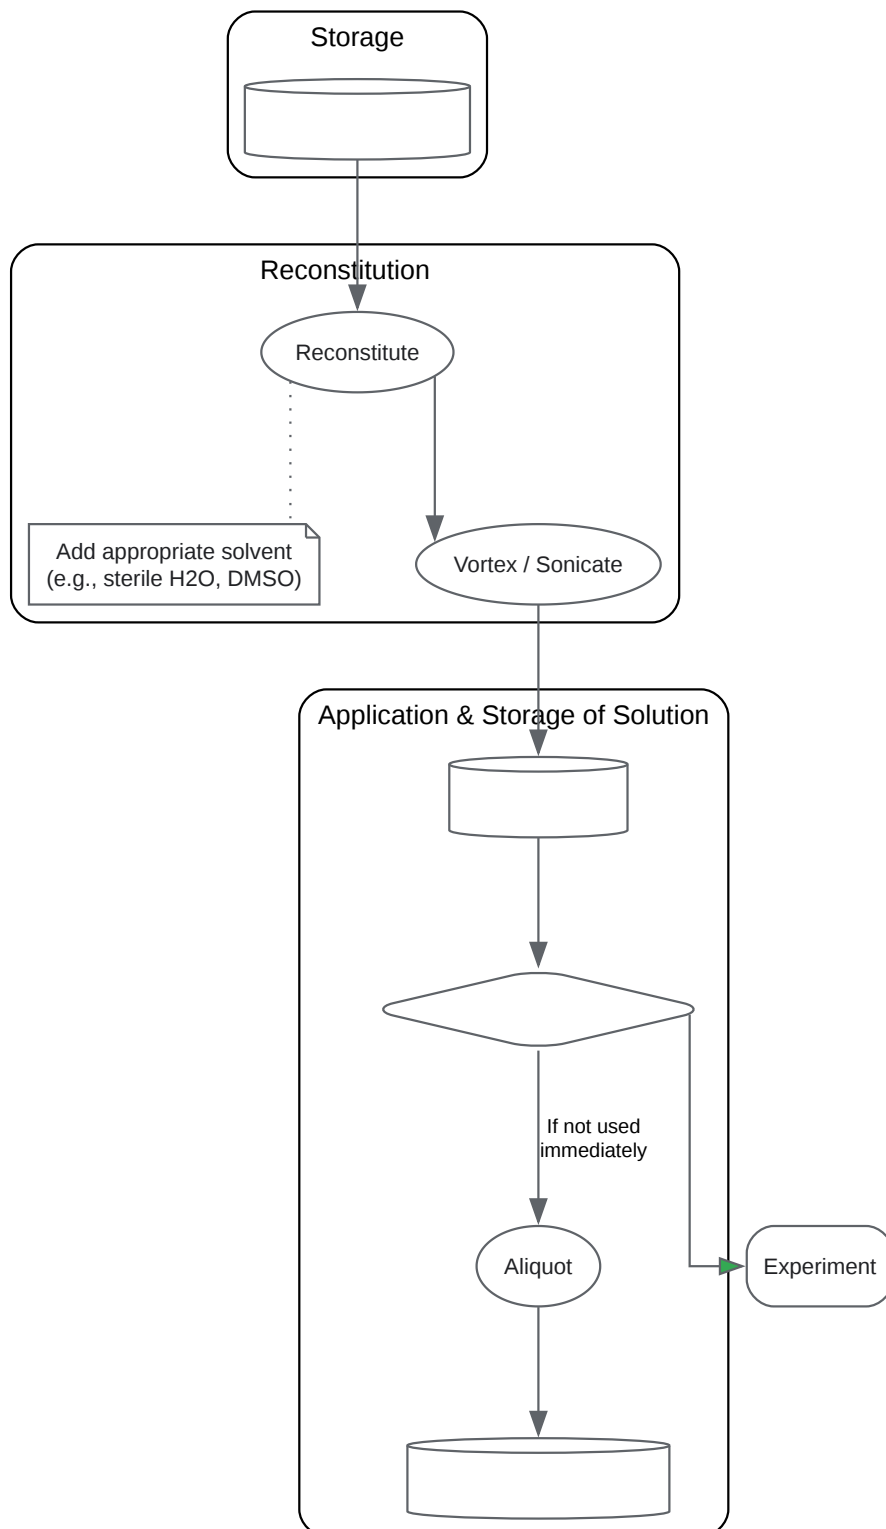 Storage
Reconstitution
Reconstitute
Add appropriate solvent
(e.g., sterile H2O, DMSO)
Vortex / Sonicate
Application & Storage of Solution
If not used
immediately
Aliquot
Experiment